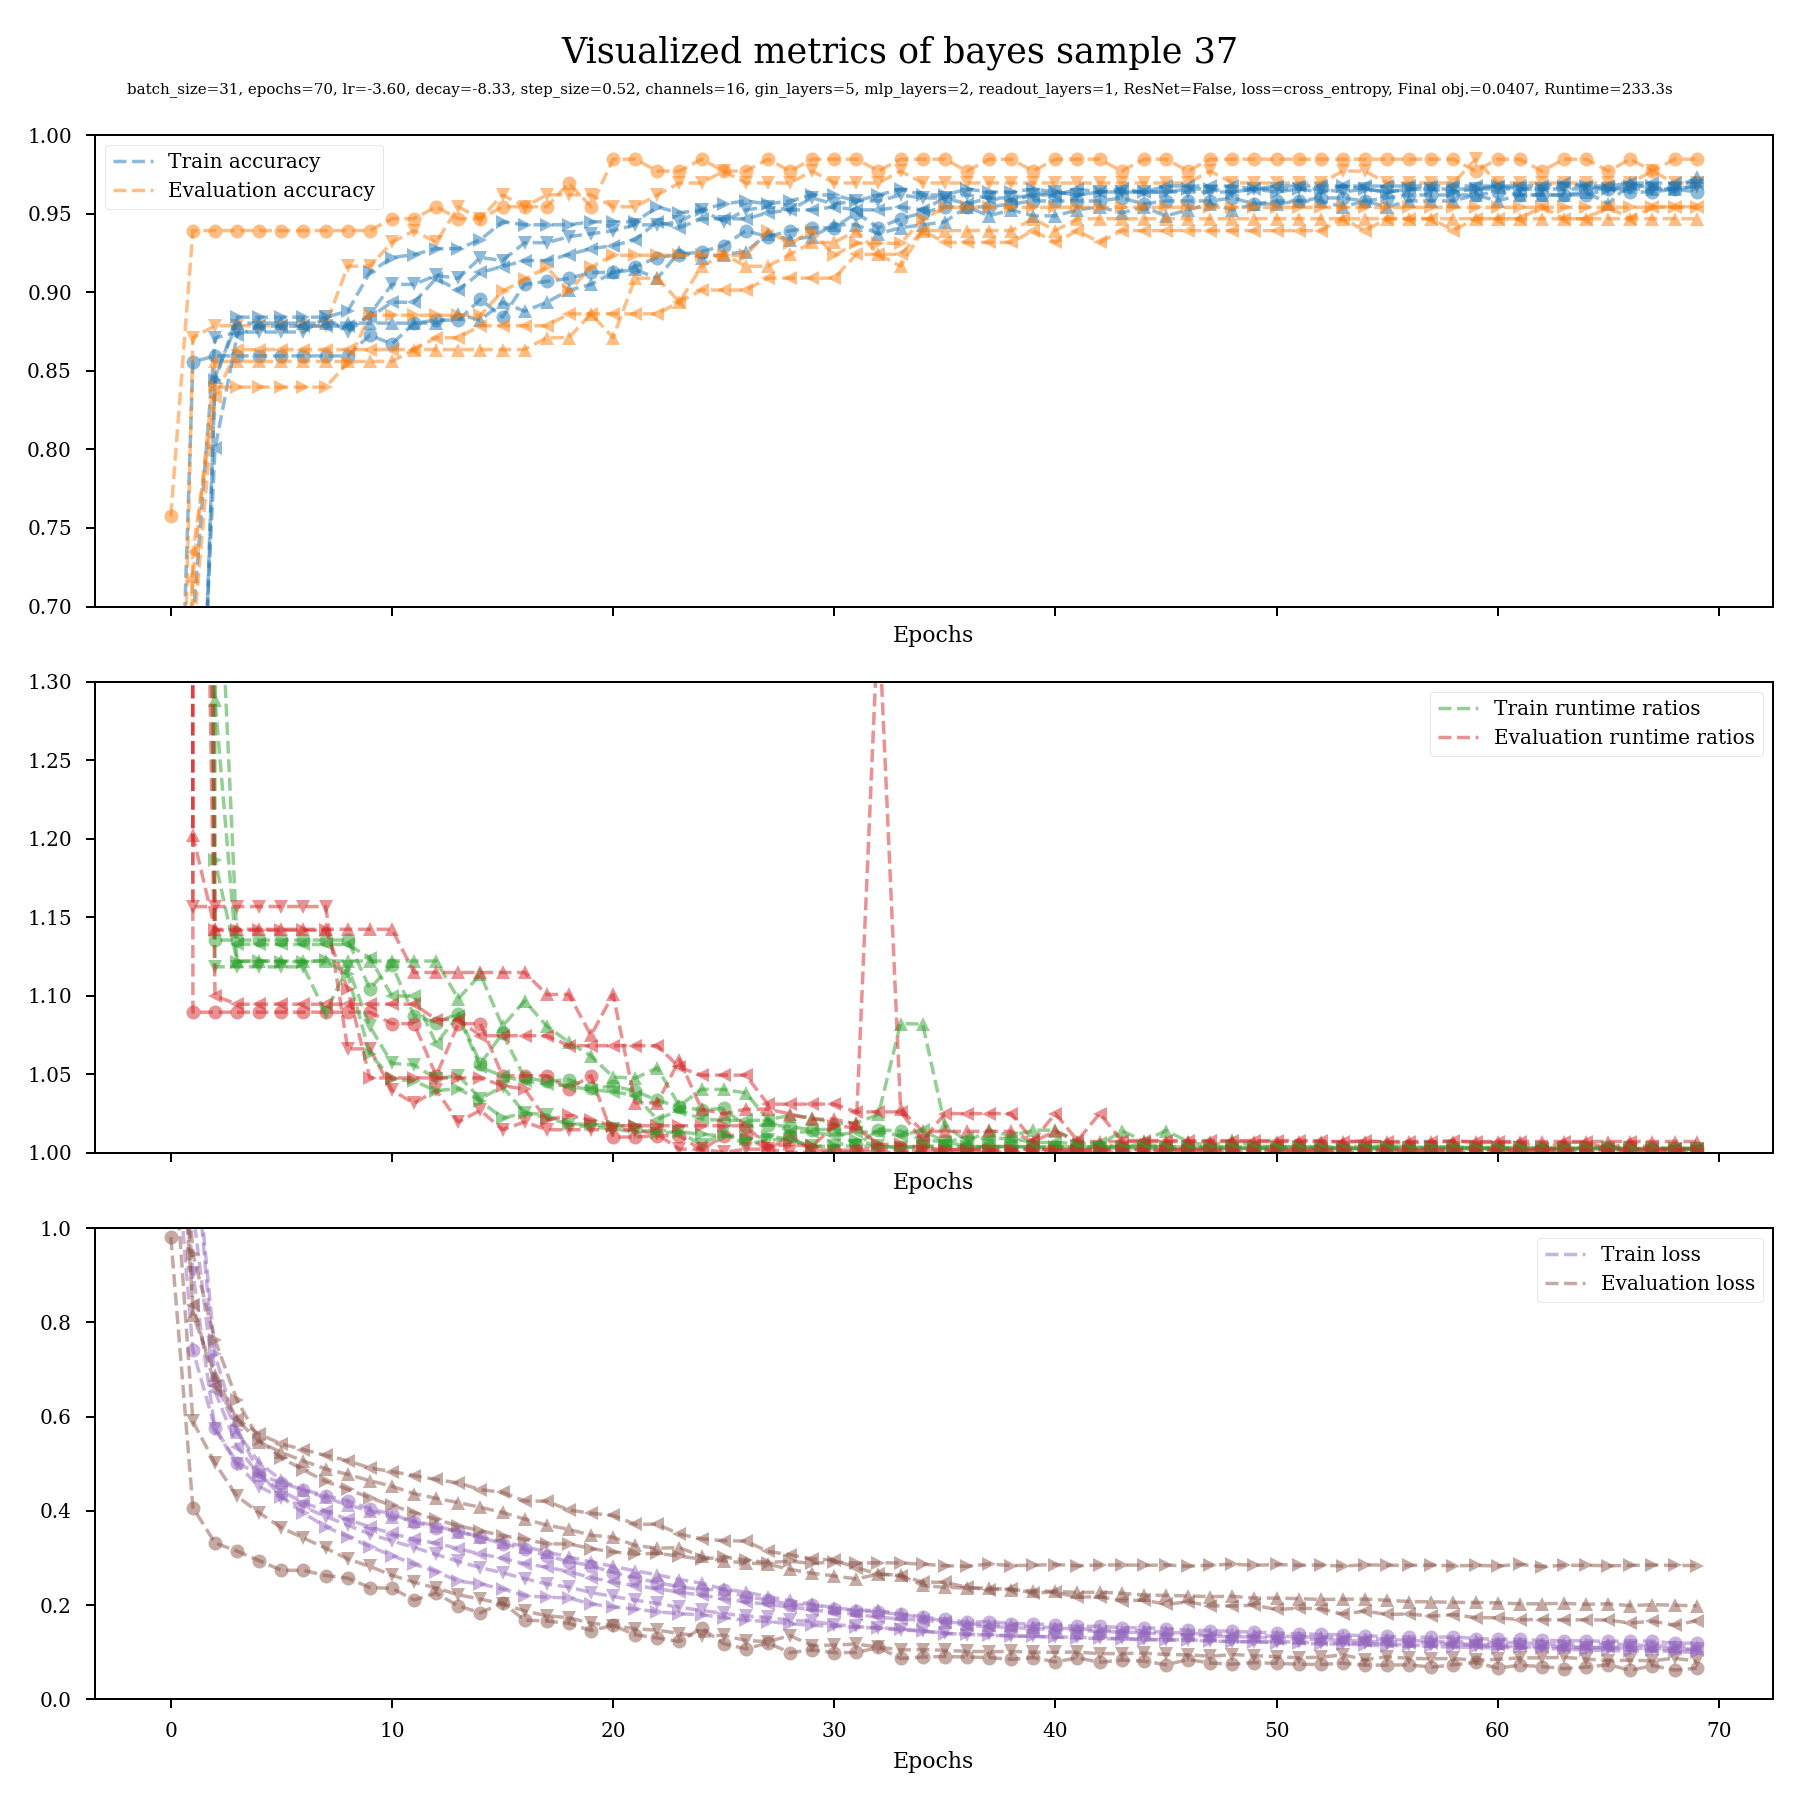 Visualized metrics of bayes sample 37
batch_size=31, epochs=70, lr=-3.60, decay=-8.33, step_size=0.52, channels=16, gin_layers=5, mlp_layers=2, readout_layers=1, ResNet=False, loss=cross_entropy, Final obj.=0.0407, Runtime=233.3s
1.00
0.95
0.90
0.85
0.80
0.75
0.70
Train accuracy
Evaluation accuracy
Epochs
1.30
1.25
1.20
1.15
1.10
1.05
1.00
Train runtime ratios
Evaluation runtime ratios
Epochs
1.0
0.8
0.6
0.4
0.2
0.0
Train loss
Evaluation loss
0 10 20 30 40 50 60 70
Epochs